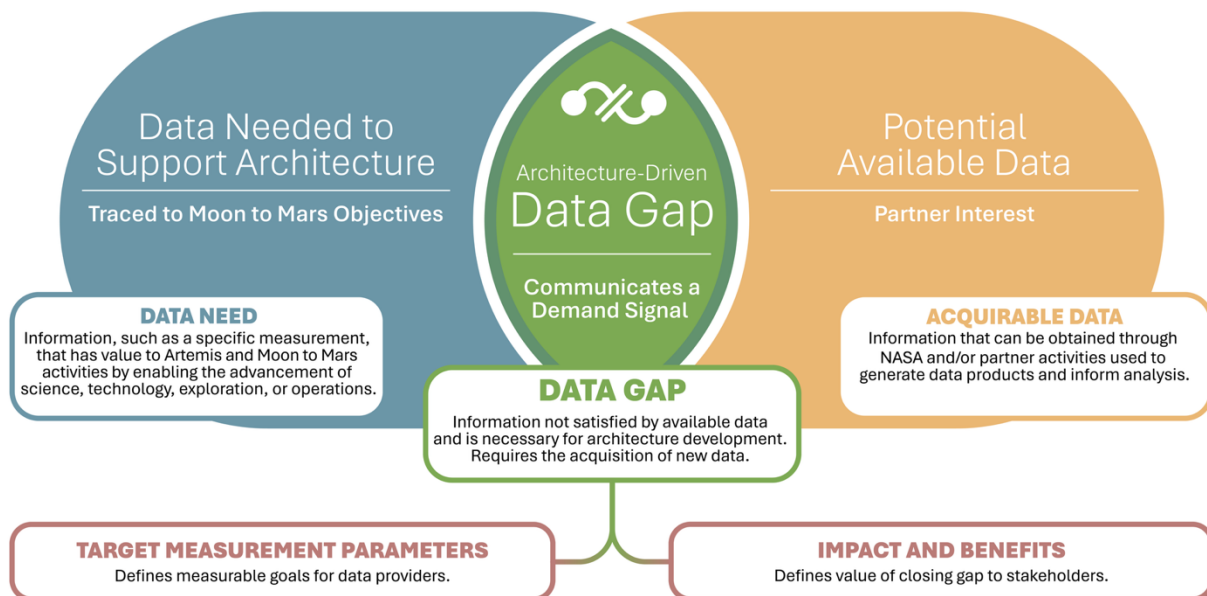 Data Needed to
Support Architecture
Traced to Moon to Mars Objectives
Architecture-Driven
Data Gap
Communicates a
Demand Signal
Potential
Available Data
Partner Interest
DATA NEED
Information, such as a specific measurement,
that has value to Artemis and Moon to Mars
activities by enabling the advancement of
science, technology, exploration, or operations.
ACQUIRABLE DATA
Information that can be obtained through
NASA and/or partner activities used to
generate data products and inform analysis.
DATA GAP
Information not satisfied by available data
and is necessary for architecture development.
Requires the acquisition of new data.
TARGET MEASUREMENT PARAMETERS
Defines measurable goals for data providers.
IMPACT AND BENEFITS
Defines value of closing gap to stakeholders.